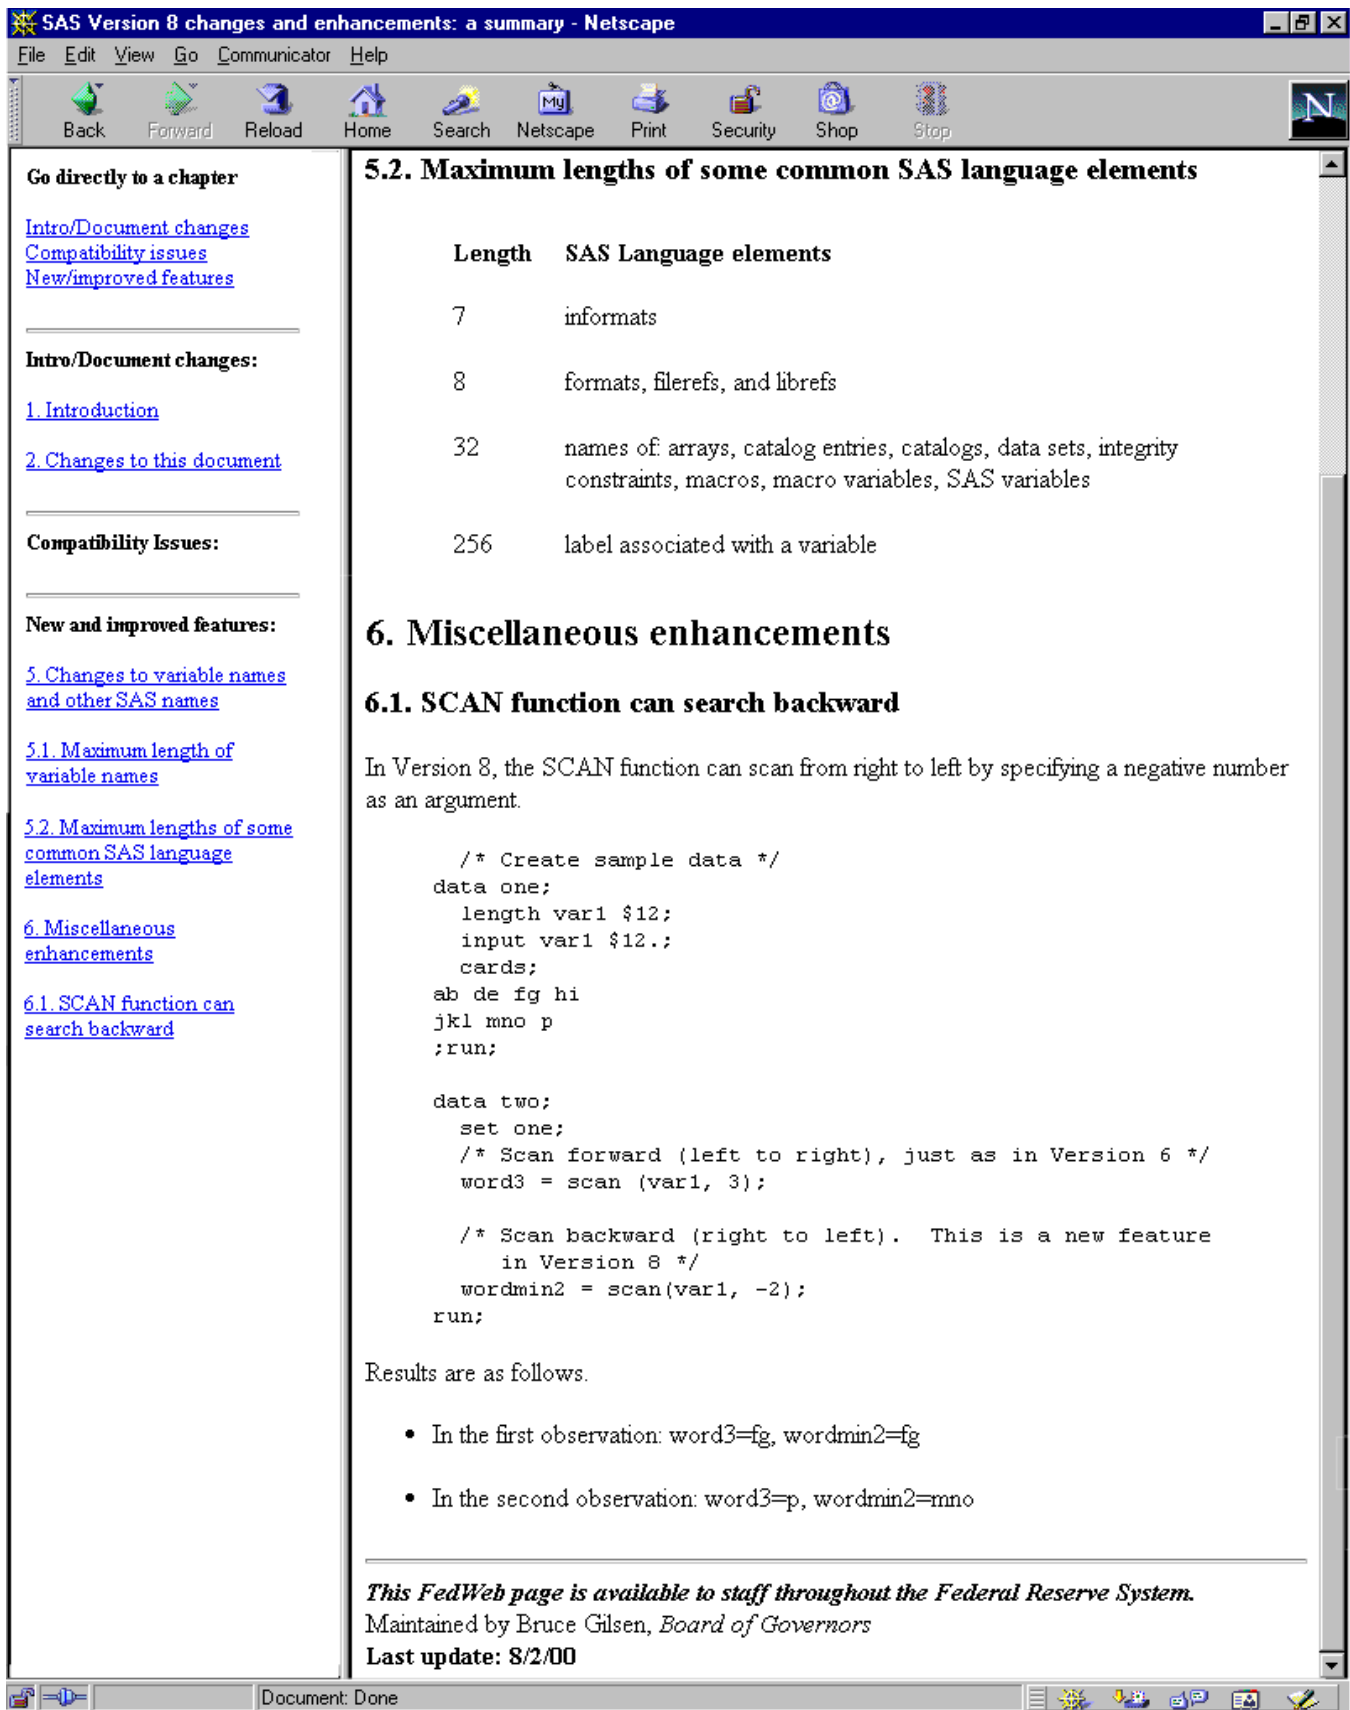 SAS Version 8 changes and enhancements: a summary - Netscape
File Edit View Go Communicator Help
Back Forward Reload Home Search Netscape Print Security Shop Stop
My
N
Go directly to a chapter
Intro/Document changes
Compatibility issues
New/improved features
Intro/Document changes:
1. Introduction
2. Changes to this document
Compatibility Issues:
New and improved features:
5. Changes to variable names
and other SAS names
5.1. Maximum length of
variable names
5.2. Maximum lengths of some
common SAS language
elements
6. Miscellaneous
enhancements
6.1. SCAN function can
search backward
5.2. Maximum lengths of some common SAS language elements
Length SAS Language elements
7 informats
8 formats, filerefs, and librefs
32 names of: arrays, catalog entries, catalogs, data sets, integrity
constraints, macros, macro variables, SAS variables
256 label associated with a variable
6. Miscellaneous enhancements
6.1. SCAN function can search backward
In Version 8, the SCAN function can scan from right to left by specifying a negative number
as an argument.
/* Create sample data */
data one;
length var1 $12;
input var1 $12.;
cards;
ab de fg hi
jkl mno p
;run;
data two;
set one;
/* Scan forward (left to right), just as in Version 6 */
word3 = scan (var1, 3);
/* Scan backward (right to left). This is a new feature
in Version 8 */
wordmin2 = scan(var1, -2);
run;
Results are as follows.
• In the first observation: word3=fg, wordmin2=fg
• In the second observation: word3=p, wordmin2=mno
This FedWeb page is available to staff throughout the Federal Reserve System.
Maintained by Bruce Gilsen, Board of Governors
Last update: 8/2/00
Document: Done